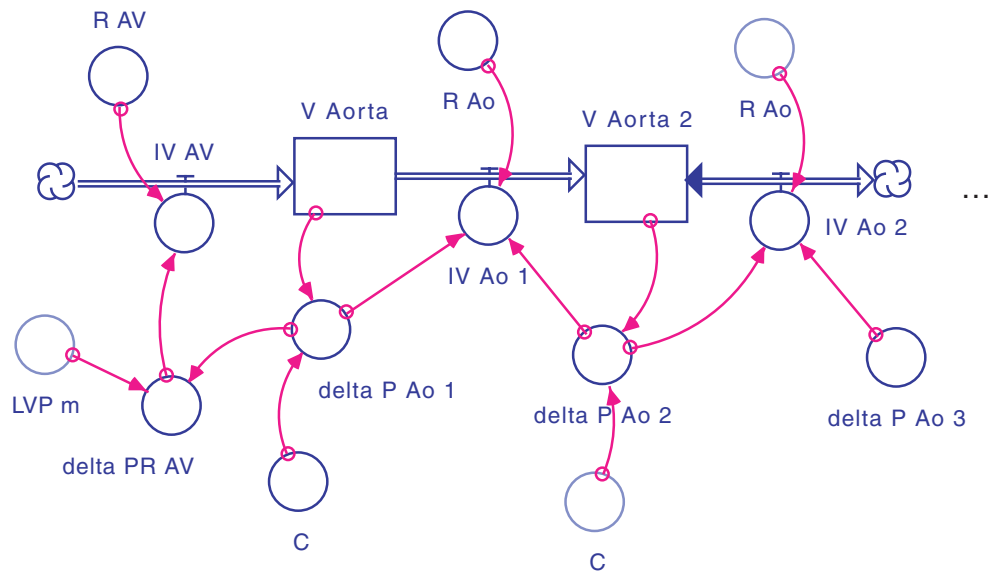 R AV
R Ao
R Ao
V Aorta
V Aorta 2
IV AV
IV Ao 1
IV Ao 2
...
LVP m
delta P Ao 1
delta P Ao 2
delta P Ao 3
delta PR AV
C
C